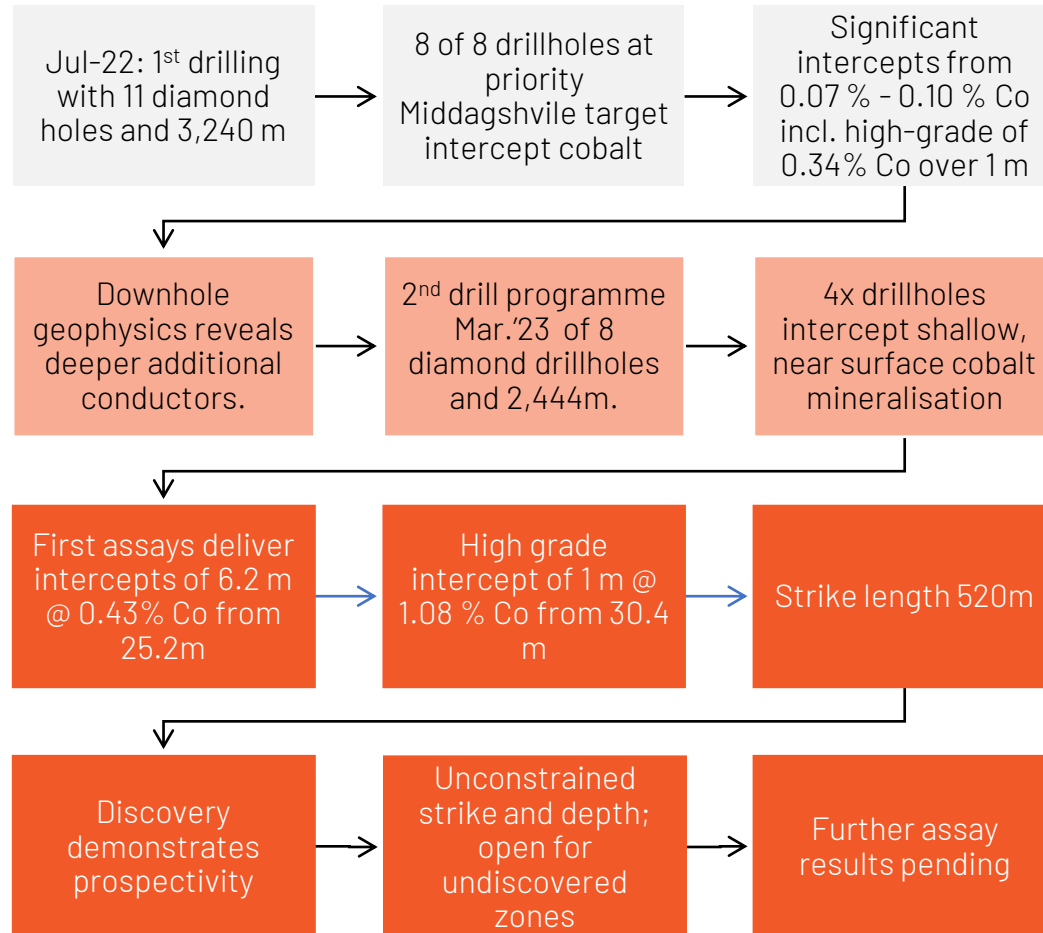 Jul-22: 1st drilling
with 11 diamond
holes and 3,240 m
8 of 8 drillholes at
priority
Middagshvile target
intercept cobalt
Significant
intercepts from
0.07 % - 0.10 % Co
incl. high-grade of
0.34% Co over 1 m
Downhole
geophysics reveals
deeper additional
conductors.
2nd drill programme
Mar.'23 of 8
diamond drillholes
and 2,444m.
4x drillholes
intercept shallow,
near surface cobalt
mineralisation
First assays deliver
intercepts of 6.2 m
@ 0.43% Co from
25.2m
High grade
intercept of 1 m @
1.08 % Co from 30.4
m
Strike length 520m
Discovery
demonstrates
prospectivity
Unconstrained
strike and depth;
open for
undiscovered
zones
Further assay
results pending